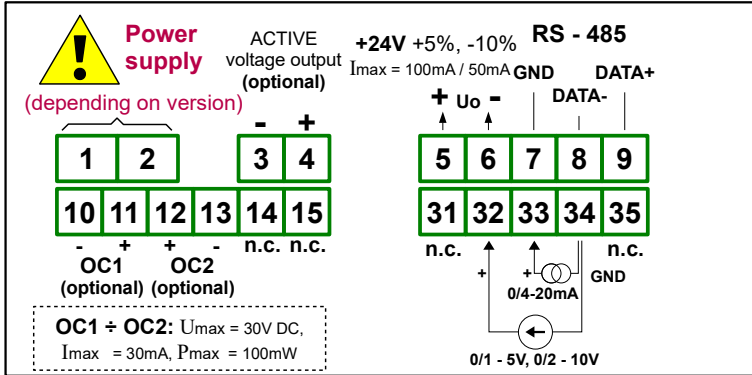 Power supply
(depending on version)
ACTIVE
voltage output
(optional)
- +
+24V +5%, -10%
Imax = 100mA / 50mA
+ Uo -
RS - 485
GND DATA+
DATA-
1 2 3 4 5 6 7 8 9
10 11 12 13 14 15 31 32 33 34 35
- + + - n.c. n.c. n.c. n.c.
OC1 OC2
(optional) (optional)
+ + GND
0/4-20mA
0/1 - 5V, 0/2 - 10V
OC1 ÷ OC2: Umax = 30V DC,
Imax = 30mA, Pmax = 100mW